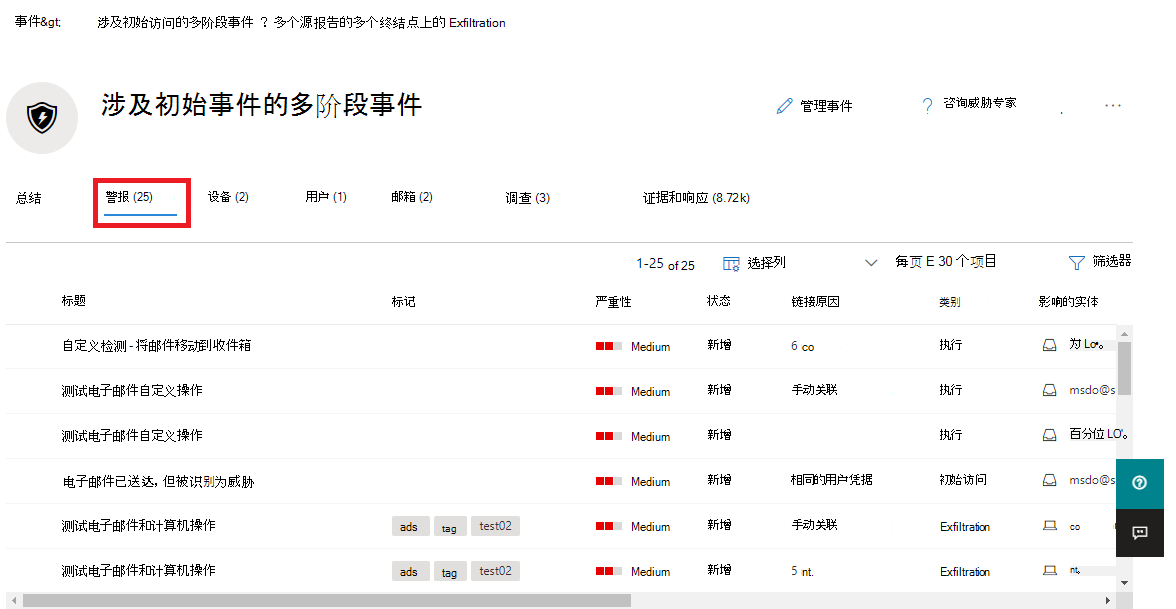 事件&gt; 涉及初始访问的多阶段事件 ? 多个源报告的多个终结点上的 Exfiltration
涉及初始事件的多阶段事件
管理事件 ? 咨询威胁专家 ...
总结 警报 (25) 设备 (2) 用户 (1) 邮箱 (2) 调查 (3) 证据和响应 (8.72k)
1-25 of 25 选择列 每页 E 30 个项目 筛选器
标题 标记 严重性 状态 链接原因 类别 影响的实体
自定义检测 - 将邮件移动到收件箱 Medium 新增 6 co 执行 为 Lo
测试电子邮件自定义操作 Medium 新增 手动关联 执行 msdo@s
测试电子邮件自定义操作 Medium 新增 执行 百分位 LO
电子邮件已送达, 但被识别为威胁 Medium 新增 相同的用户凭据 初始访问 msdo@s
测试电子邮件和计算机操作 ads tag test02 Medium 新增 手动关联 Exfiltration co
测试电子邮件和计算机操作 ads tag test02 Medium 新增 5 nt. Exfiltration nt。